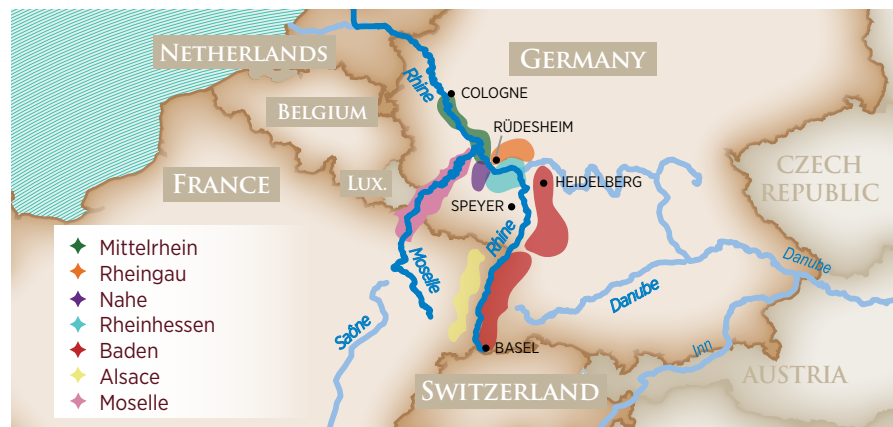 NETHERLANDS
GERMANY
Rhine
COLOGNE
BELGIUM
RÜDESHEIM
CZECH
REPUBLIC
FRANCE
LUX.
HEIDELBERG
SPEYER
Rhine
Moselle
Danube
Danube
Saône
Inn
BASEL
AUSTRIA
SWITZERLAND
Mittelrhein
Rheingau
Nahe
Rheinhessen
Baden
Alsace
Moselle